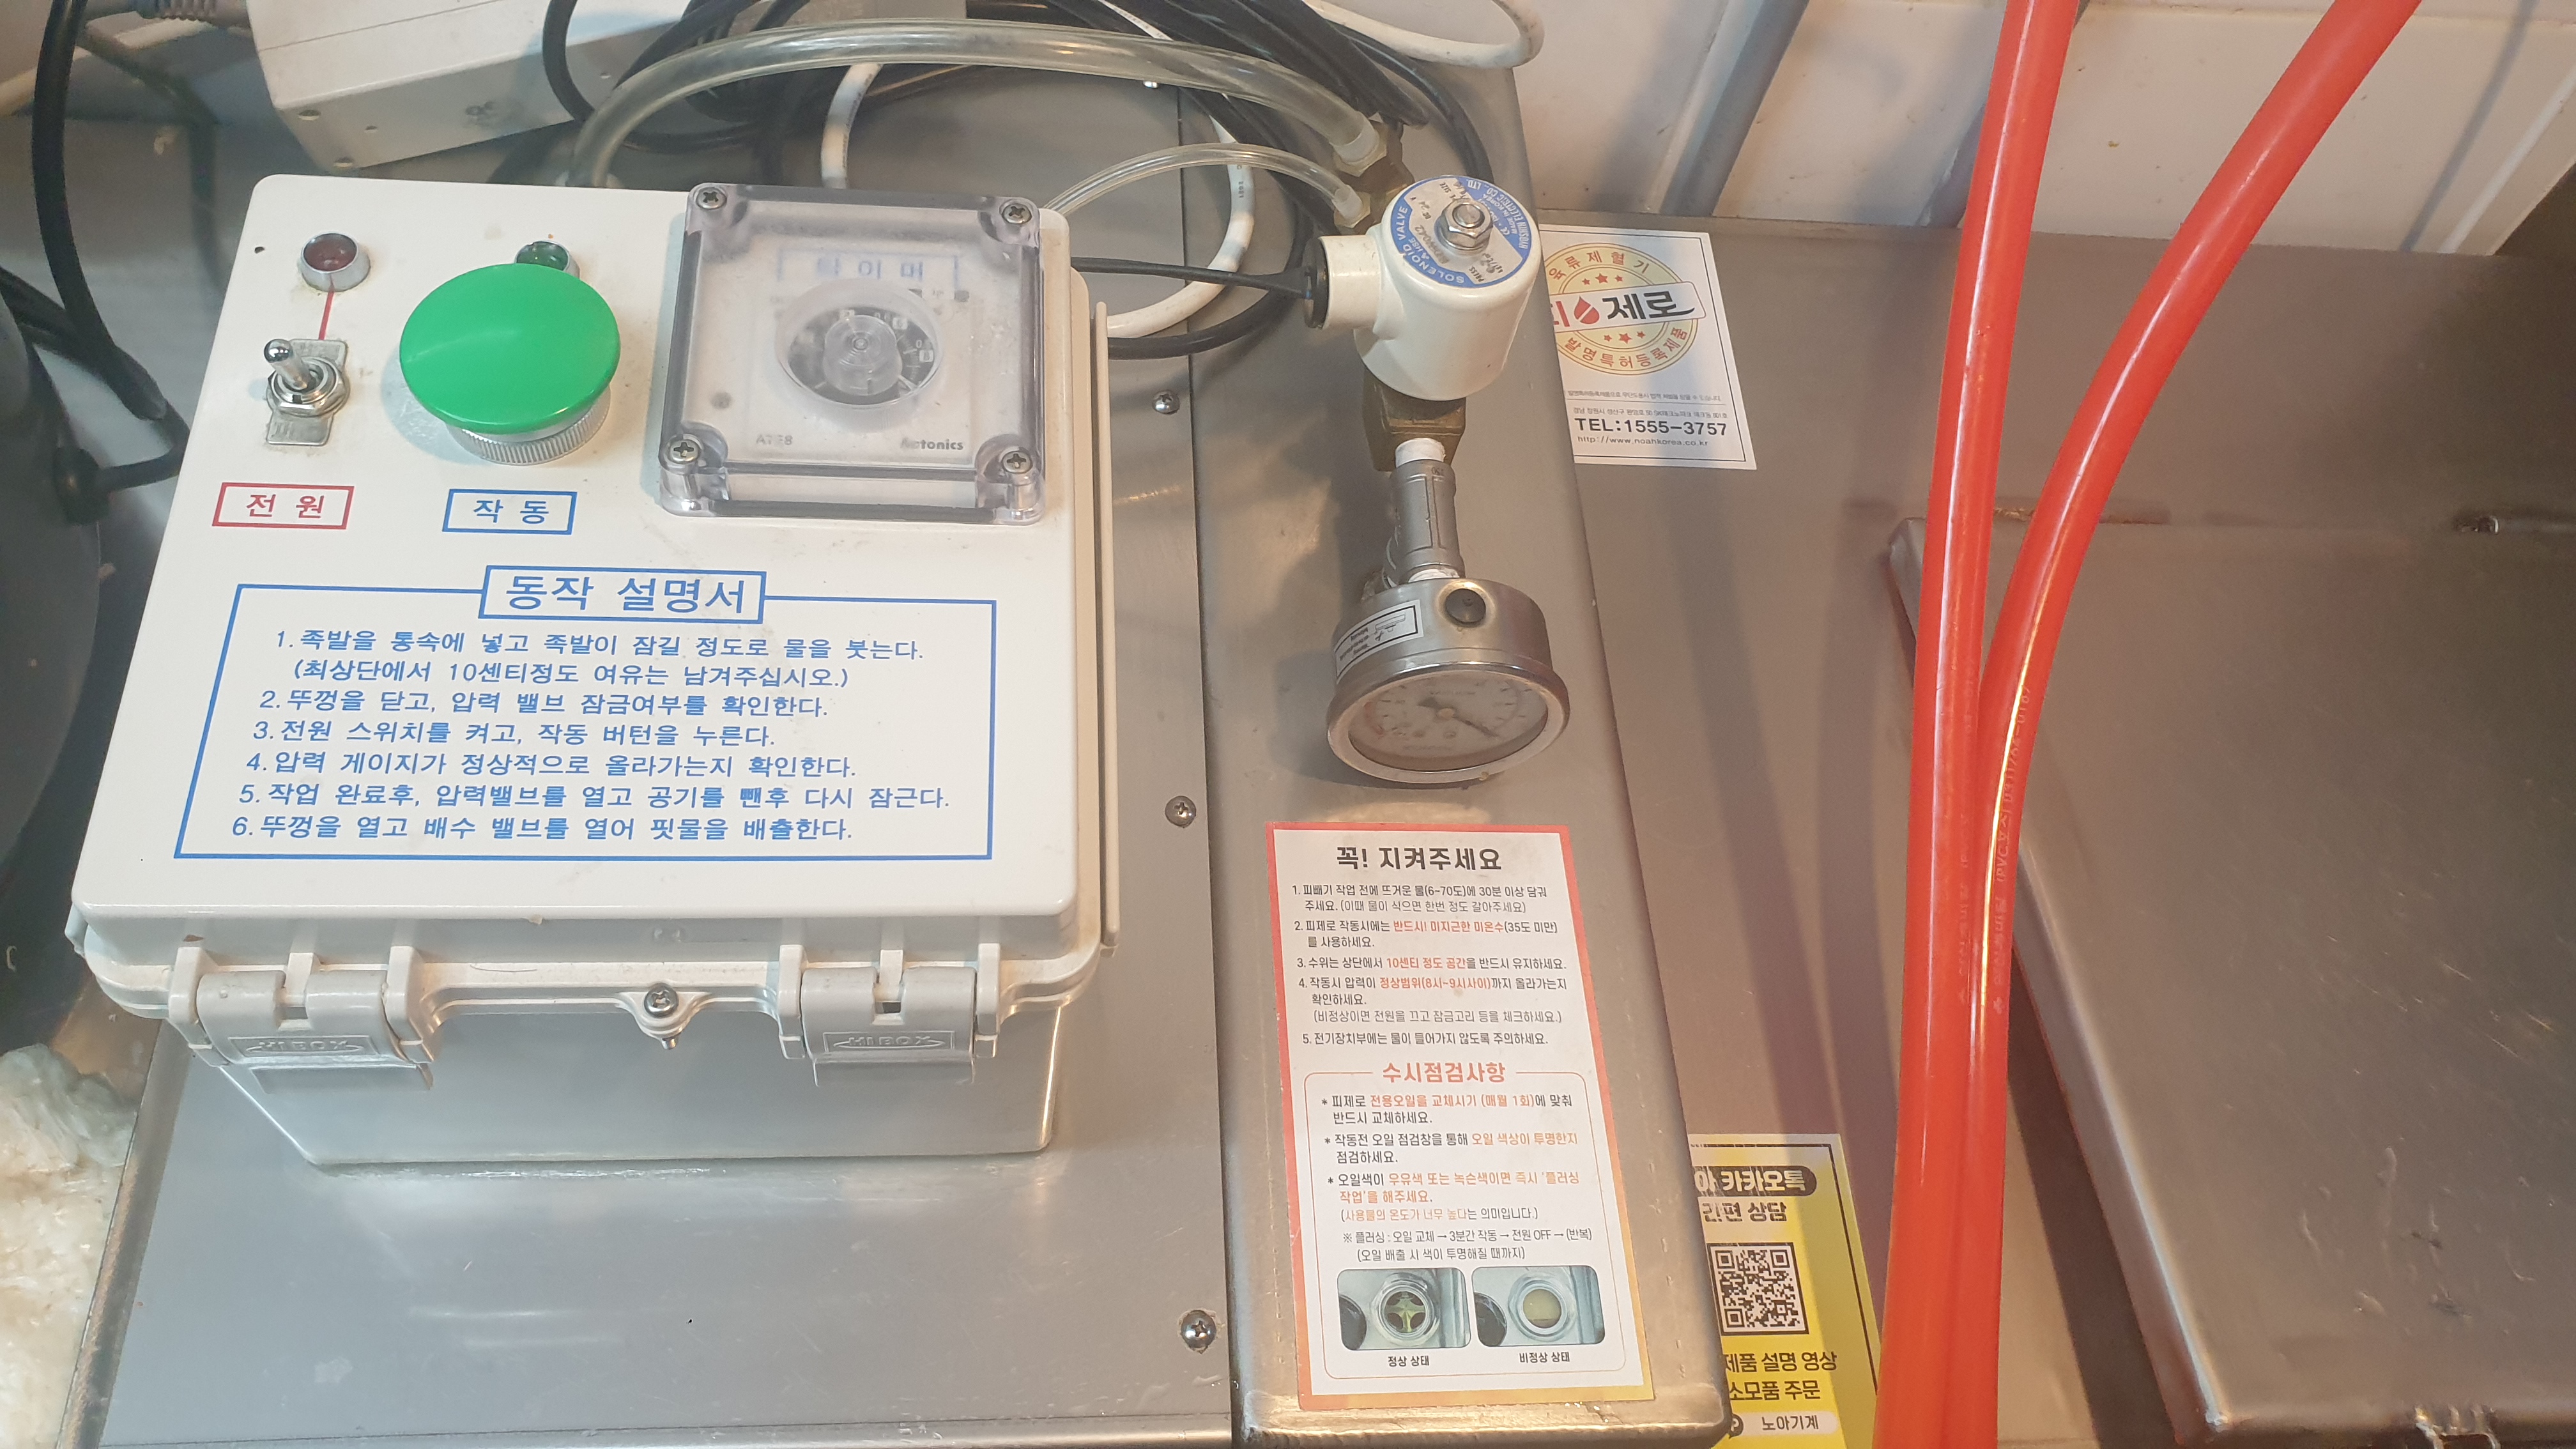 타이머
Autonics
전 원
작 동
동작 설명서
1. 족발을 통속에 넣고 족발이 잠길 정도로 물을 붓는다.
(최상단에서 10센티정도 여유는 남겨주십시오.)
2. 뚜껑을 닫고, 압력 밸브 잠금여부를 확인한다.
3. 전원 스위치를 켜고, 작동 버턴을 누른다.
4. 압력 게이지가 정상적으로 올라가는지 확인한다.
5. 작업 완료후, 압력밸브를 열고 공기를 뺀후 다시 잠근다.
6. 뚜껑을 열고 배수 밸브를 열어 핏물을 배출한다.
HI BOX
HI BOX
SOLENOID VALVE
육류제혈기
피제로
발명특허등록제품
TEL:1555-3757
http://www.noahkorea.co.kr
꼭! 지켜주세요
1. 피빼기 작업 전에 뜨거운 물(6-70도)에 30분 이상 담궈
주세요. (이때 물이 식으면 한번 정도 갈아주세요)
2. 피제로 작동시에는 반드시! 미지근한 미온수(35도 미만)
를 사용하세요.
3. 수위는 상단에서 10센티 정도 공간을 반드시 유지하세요.
4. 작동시 압력이 정상범위(8시~9시사이)까지 올라가는지
확인하세요.
(비정상이면 전원을 끄고 잠금고리 등을 체크하세요.)
5. 전기장치부에는 물이 들어가지 않도록 주의하세요.
수시점검사항
* 피제로 전용오일을 교체시기 (매월 1회)에 맞춰
반드시 교체하세요.
* 작동전 오일 점검창을 통해 오일 색상이 투명한지
점검하세요.
* 오일색이 우유색 또는 녹슨색이면 즉시 '플러싱
작업'을 해주세요.
(사용물의 온도가 너무 높다는 의미입니다.)
※ 플러싱 : 오일 교체 → 3분간 작동 → 전원 OFF → (반복)
(오일 배출 시 색이 투명해질 때까지)
정상 상태
비정상 상태
카카오톡
간편 상담
제품 설명 영상
소모품 주문
노아기계